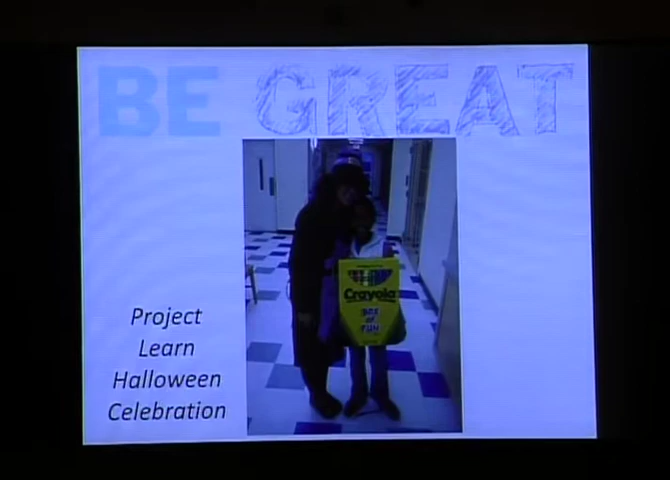 BE GREAT
Crayola
BOX
of
FUN
Project
Learn
Halloween
Celebration